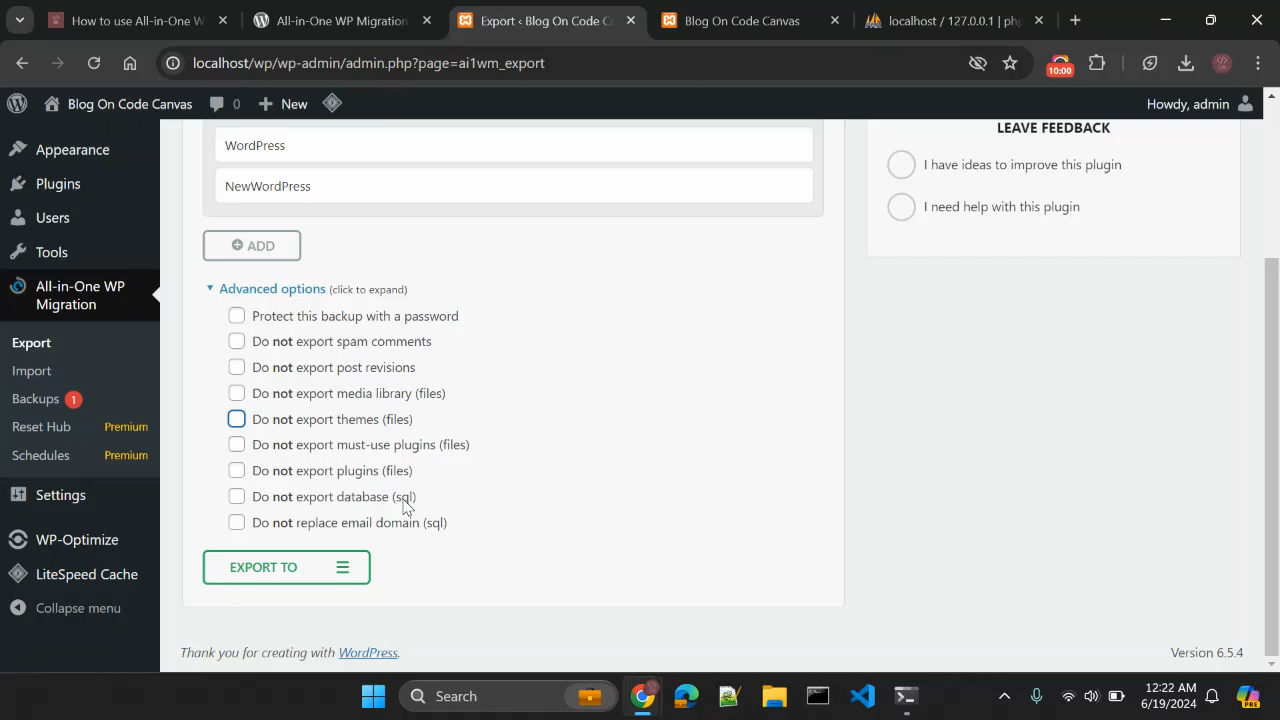 How to use All-in-One W
All-in-One WP Migration
Export ‹ Blog On Code C
Blog On Code Canvas
localhost / 127.0.0.1 | ph
localhost/wp/wp-admin/admin.php?page=ai1wm_export
10:00
Blog On Code Canvas
0
New
Howdy, admin
Appearance
Plugins
Users
Tools
All-in-One WP
Migration
Export
Import
Backups 1
Reset Hub Premium
Schedules Premium
Settings
WP-Optimize
LiteSpeed Cache
Collapse menu
WordPress
NewWordPress
ADD
Advanced options (click to expand)
Protect this backup with a password
Do not export spam comments
Do not export post revisions
Do not export media library (files)
Do not export themes (files)
Do not export must-use plugins (files)
Do not export plugins (files)
Do not export database (sql)
Do not replace email domain (sql)
EXPORT TO
LEAVE FEEDBACK
I have ideas to improve this plugin
I need help with this plugin
Thank you for creating with WordPress.
Version 6.5.4
Search
12:22 AM
6/19/2024
PRE